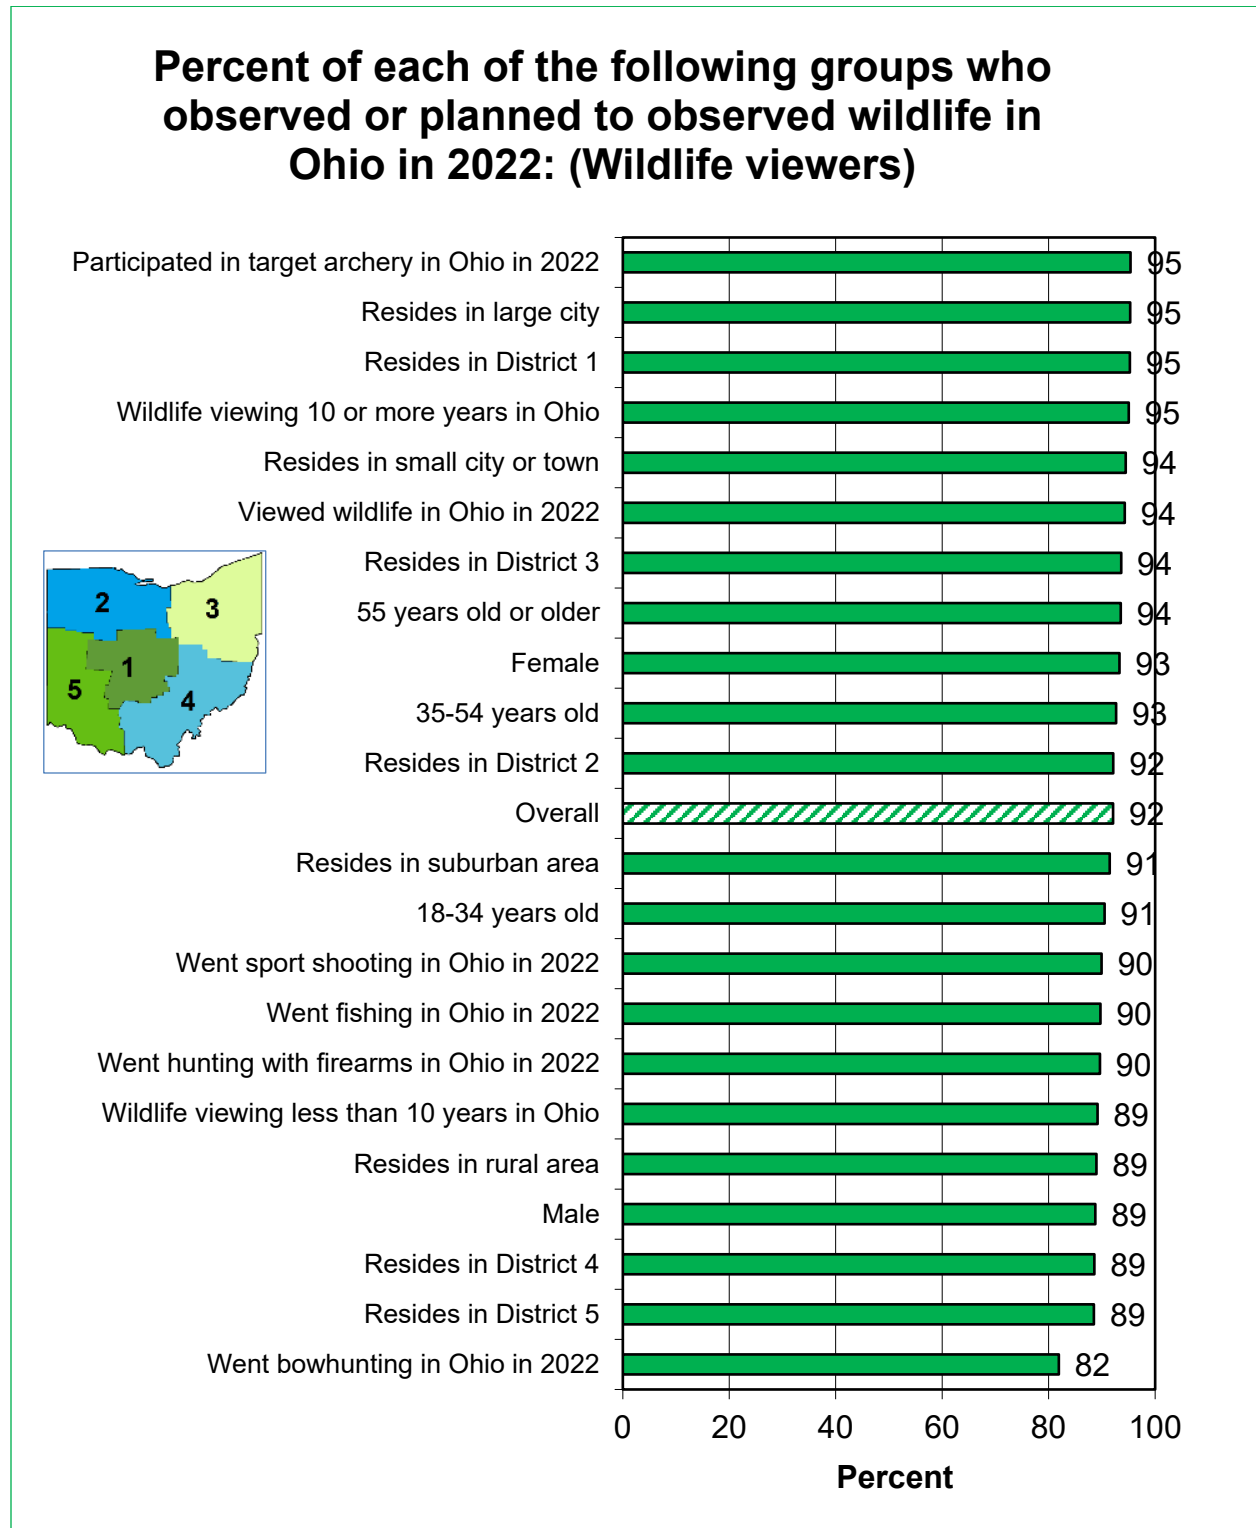 Percent of each of the following groups who
observed or planned to observed wildlife in
Ohio in 2022: (Wildlife viewers)
Participated in target archery in Ohio in 2022 95
Resides in large city 95
Resides in District 1 95
Wildlife viewing 10 or more years in Ohio 95
Resides in small city or town 94
Viewed wildlife in Ohio in 2022 94
Resides in District 3 94
55 years old or older 94
Female 93
35-54 years old 93
Resides in District 2 92
Overall 92
Resides in suburban area 91
18-34 years old 91
Went sport shooting in Ohio in 2022 90
Went fishing in Ohio in 2022 90
Went hunting with firearms in Ohio in 2022 90
Wildlife viewing less than 10 years in Ohio 89
Resides in rural area 89
Male 89
Resides in District 4 89
Resides in District 5 89
Went bowhunting in Ohio in 2022 82
0 20 40 60 80 100
Percent
2 3
1
5 4